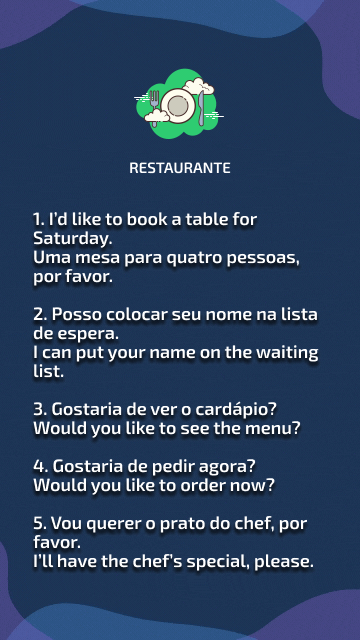 RESTAURANTE
1. I'd like to book a table for
Saturday.
Uma mesa para quatro pessoas,
por favor.
2. Posso colocar seu nome na lista
de espera.
I can put your name on the waiting
list.
3. Gostaria de ver o cardápio?
Would you like to see the menu?
4. Gostaria de pedir agora?
Would you like to order now?
5. Vou querer o prato do chef, por
favor.
I'll have the chef's special, please.